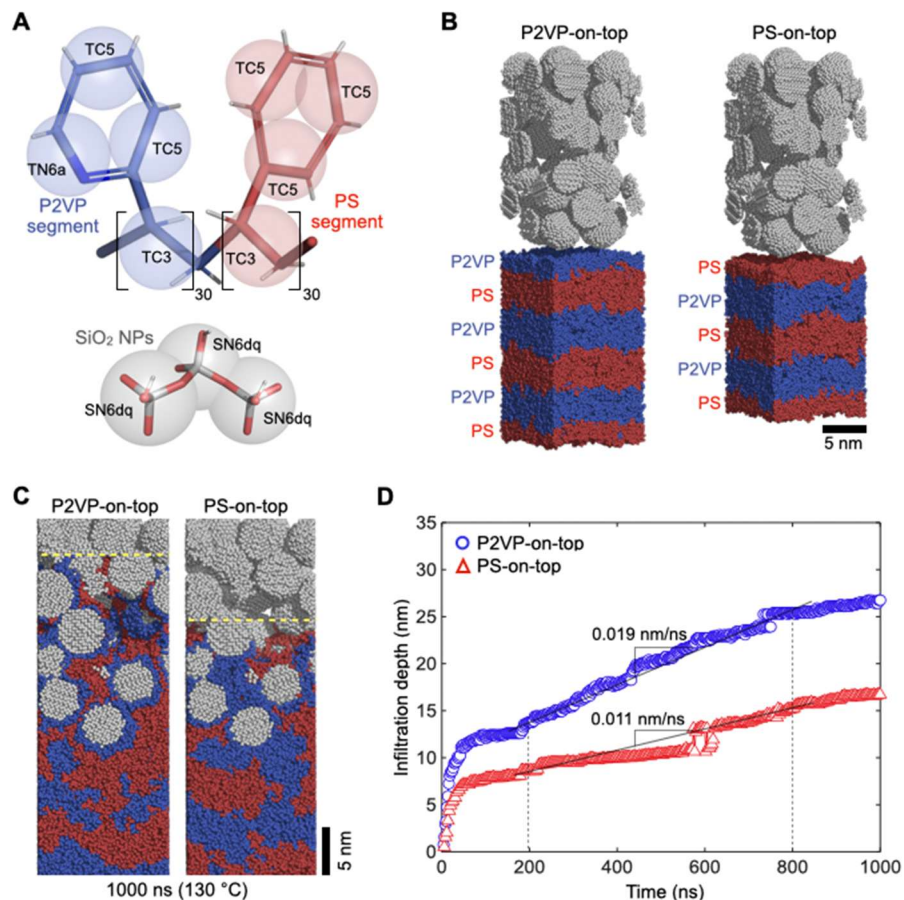 A
TC5
TC5
TN6a
TC5
TC5
TC5
P2VP
segment
TC5
PS
segment
TC3
30
TC3
30
SiO₂ NPs
SN6dq
SN6dq
SN6dq
B
P2VP-on-top
PS-on-top
P2VP
PS
P2VP
PS
P2VP
PS
PS
P2VP
PS
P2VP
PS
5 nm
C
P2VP-on-top
PS-on-top
5 nm
1000 ns (130 °C)
D
Infiltration depth (nm)
35
30
25
20
15
10
5
0
P2VP-on-top
PS-on-top
0.019 nm/ns
0.011 nm/ns
0
200
400
600
800
1000
Time (ns)